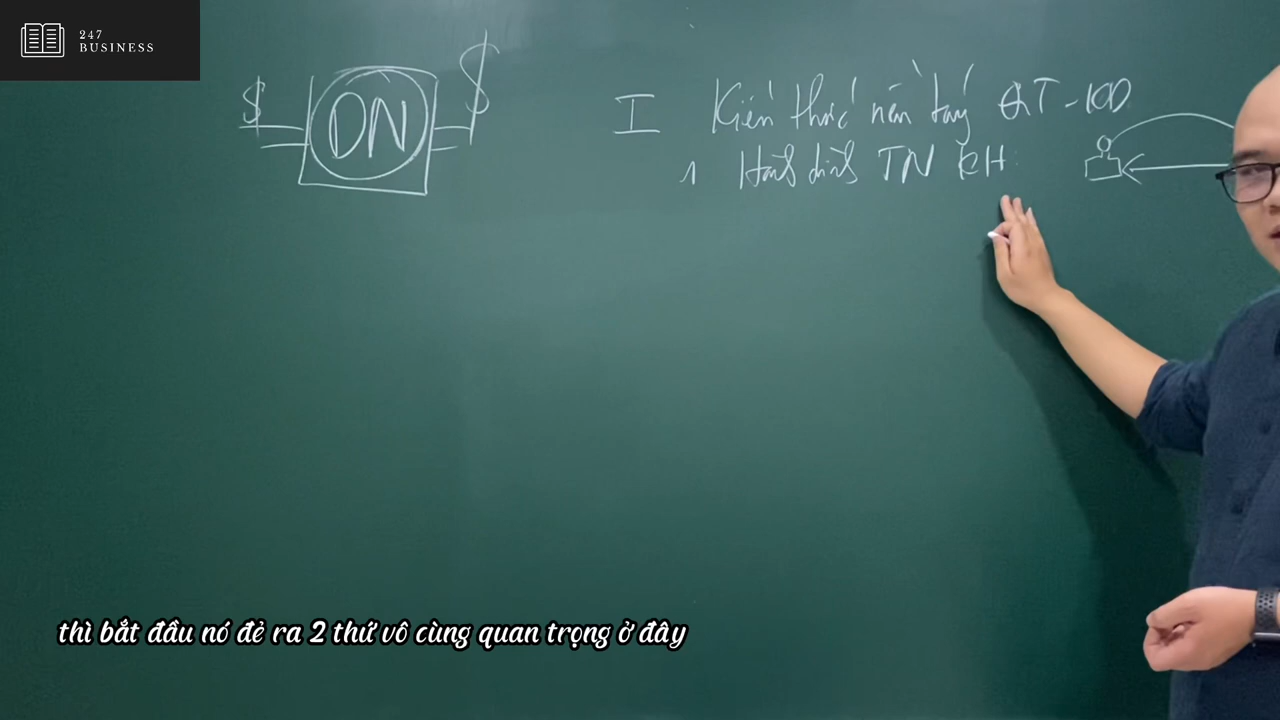 247
BUSINESS
$
$
DN
I Kiến thức nền tảng QT-KD
1 Hành trình TN KH
thì bắt đầu nó đẻ ra 2 thứ vô cùng quan trọng ở đây